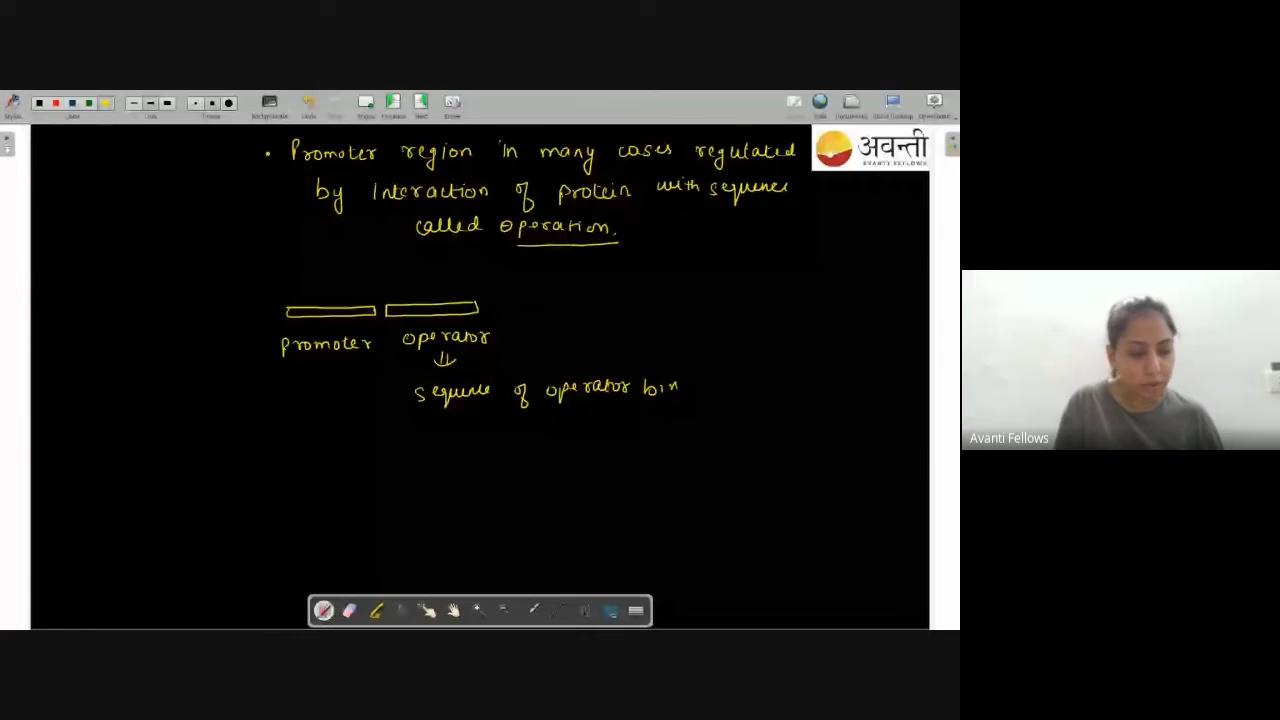 • Promoter region in many cases regulated
by interaction of protein with sequence
called operation.
अवन्ती
AVANTI FELLOWS
promoter operator
sequence of operator bin
Avanti Fellows